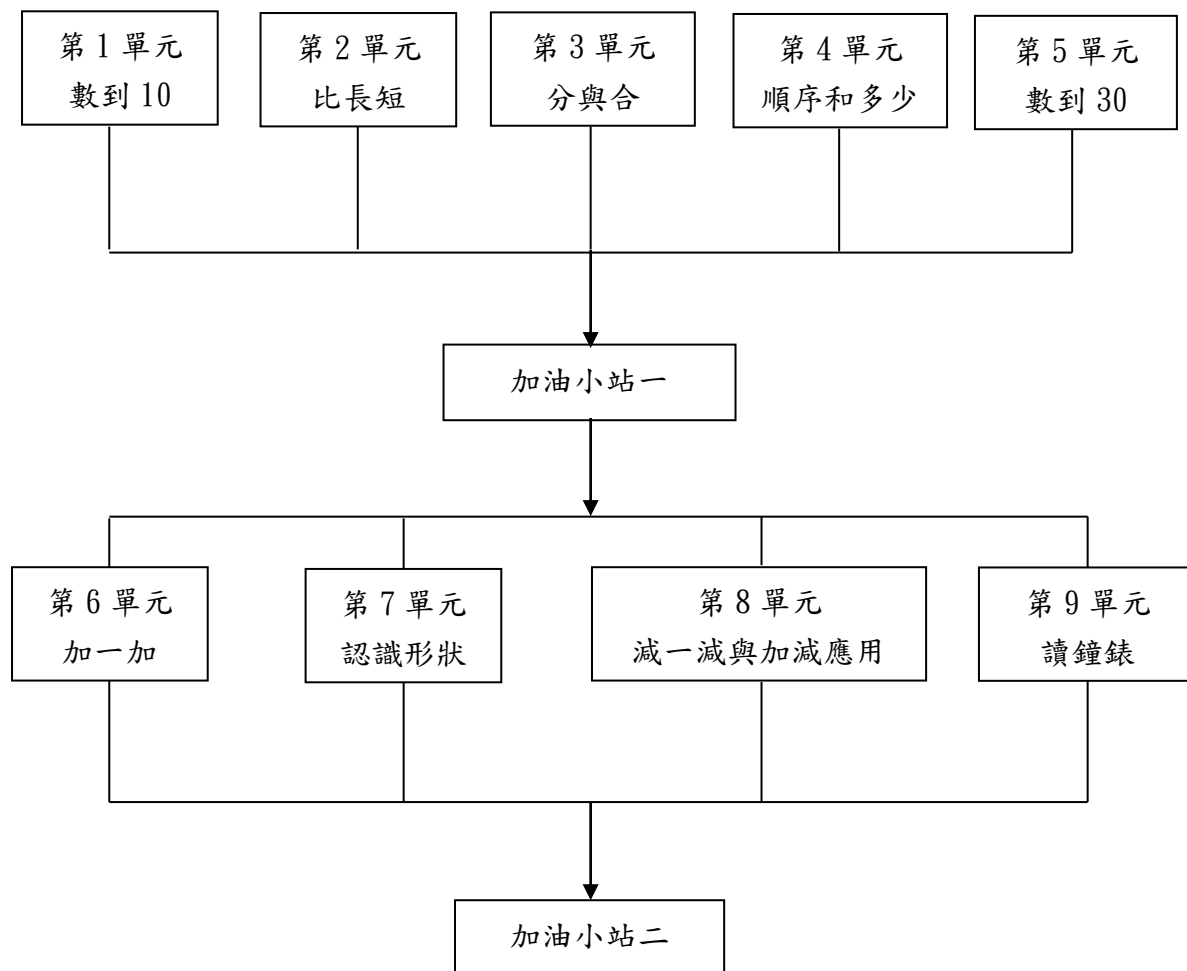 第 1 單元
數到 10
第 2 單元
比長短
第 3 單元
分與合
第 4 單元
順序和多少
第 5 單元
數到 30
加油小站一
第 6 單元
加一加
第 7 單元
認識形狀
第 8 單元
減一減與加減應用
第 9 單元
讀鐘錶
加油小站二